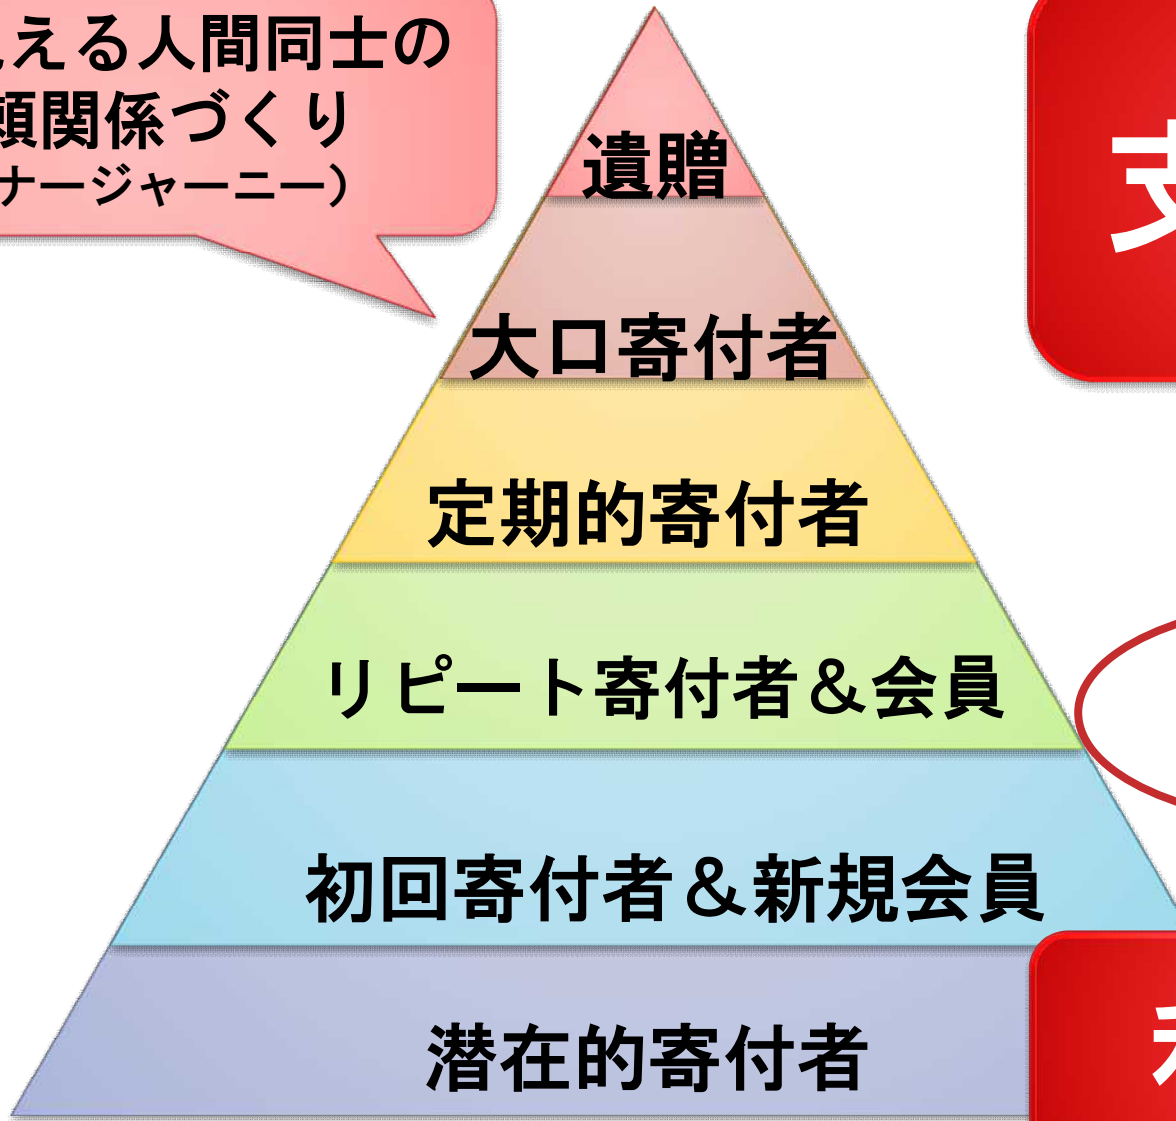 える人間同士の
頼関係づくり
ナージャーニー）
支
遺贈
大口寄付者
定期的寄付者
リピート寄付者＆会員
初回寄付者＆新規会員
潜在的寄付者